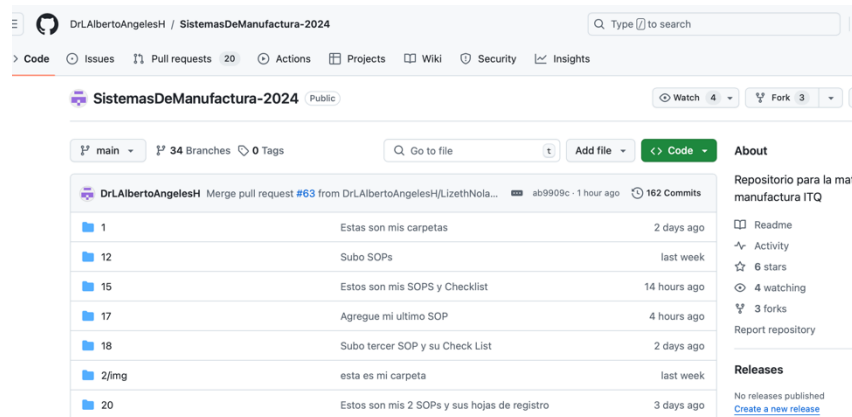 DrLAlbertoAngelesH / SistemasDeManufactura-2024
Type / to search
Code Issues Pull requests 20 Actions Projects Wiki Security Insights
SistemasDeManufactura-2024 Public
Watch 4 Fork 3
main 34 Branches 0 Tags Go to file t Add file Code
About
DrLAlbertoAngelesH Merge pull request #63 from DrLAlbertoAngelesH/LizethNola... ab9909c · 1 hour ago 162 Commits
Repositorio para la
manufactura ITQ
1 Estas son mis carpetas 2 days ago
Readme
12 Subo SOPs last week
Activity
6 stars
15 Estos son mis SOPS y Checklist 14 hours ago
4 watching
17 Agregue mi ultimo SOP 4 hours ago
3 forks
Report repository
18 Subo tercer SOP y su Check List 2 days ago
2/img esta es mi carpeta last week
Releases
No releases published
20 Estos son mis 2 SOPs y sus hojas de registro 3 days ago
Create a new release